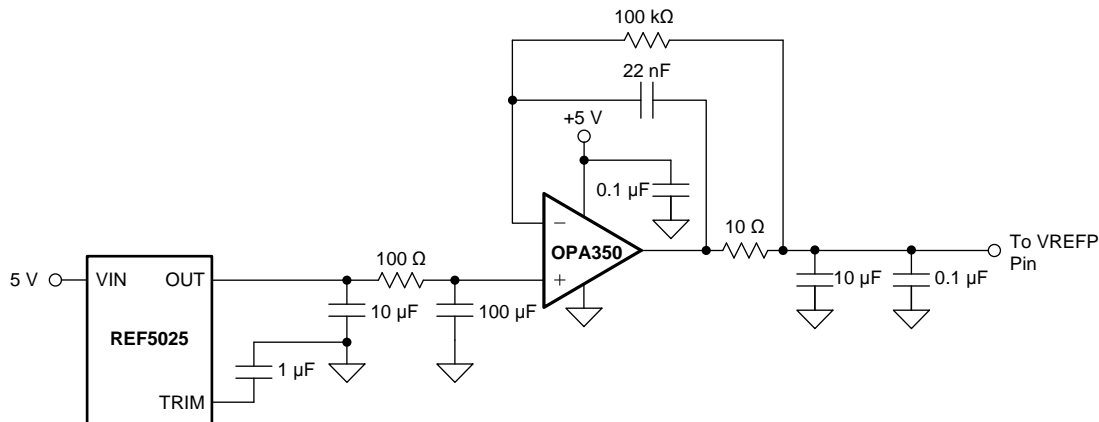 100 kΩ
22 nF
+5 V
0.1 µF
10 Ω
OPA350
To VREFP
Pin
100 Ω
5 V
VIN
OUT
10 µF
100 µF
10 µF
0.1 µF
REF5025
1 µF
TRIM